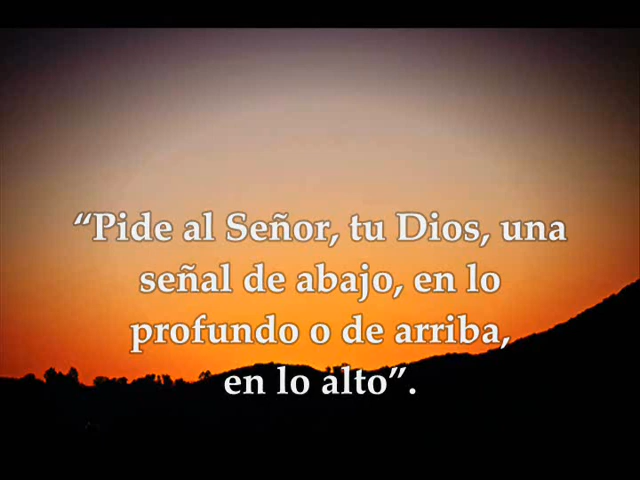 “Pide al Señor, tu Dios, una
señal de abajo, en lo
profundo o de arriba,
en lo alto”.